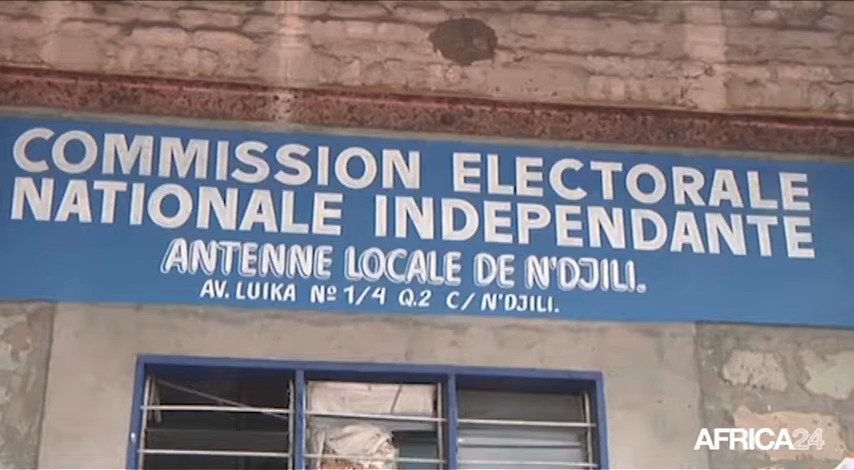 COMMISSION ELECTORALE
NATIONALE INDEPENDANTE
ANTENNE LOCALE DE N'DJILI.
AV. LUIKA Nº 1/4 Q.2 C/ N'DJILI.
AFRICA24